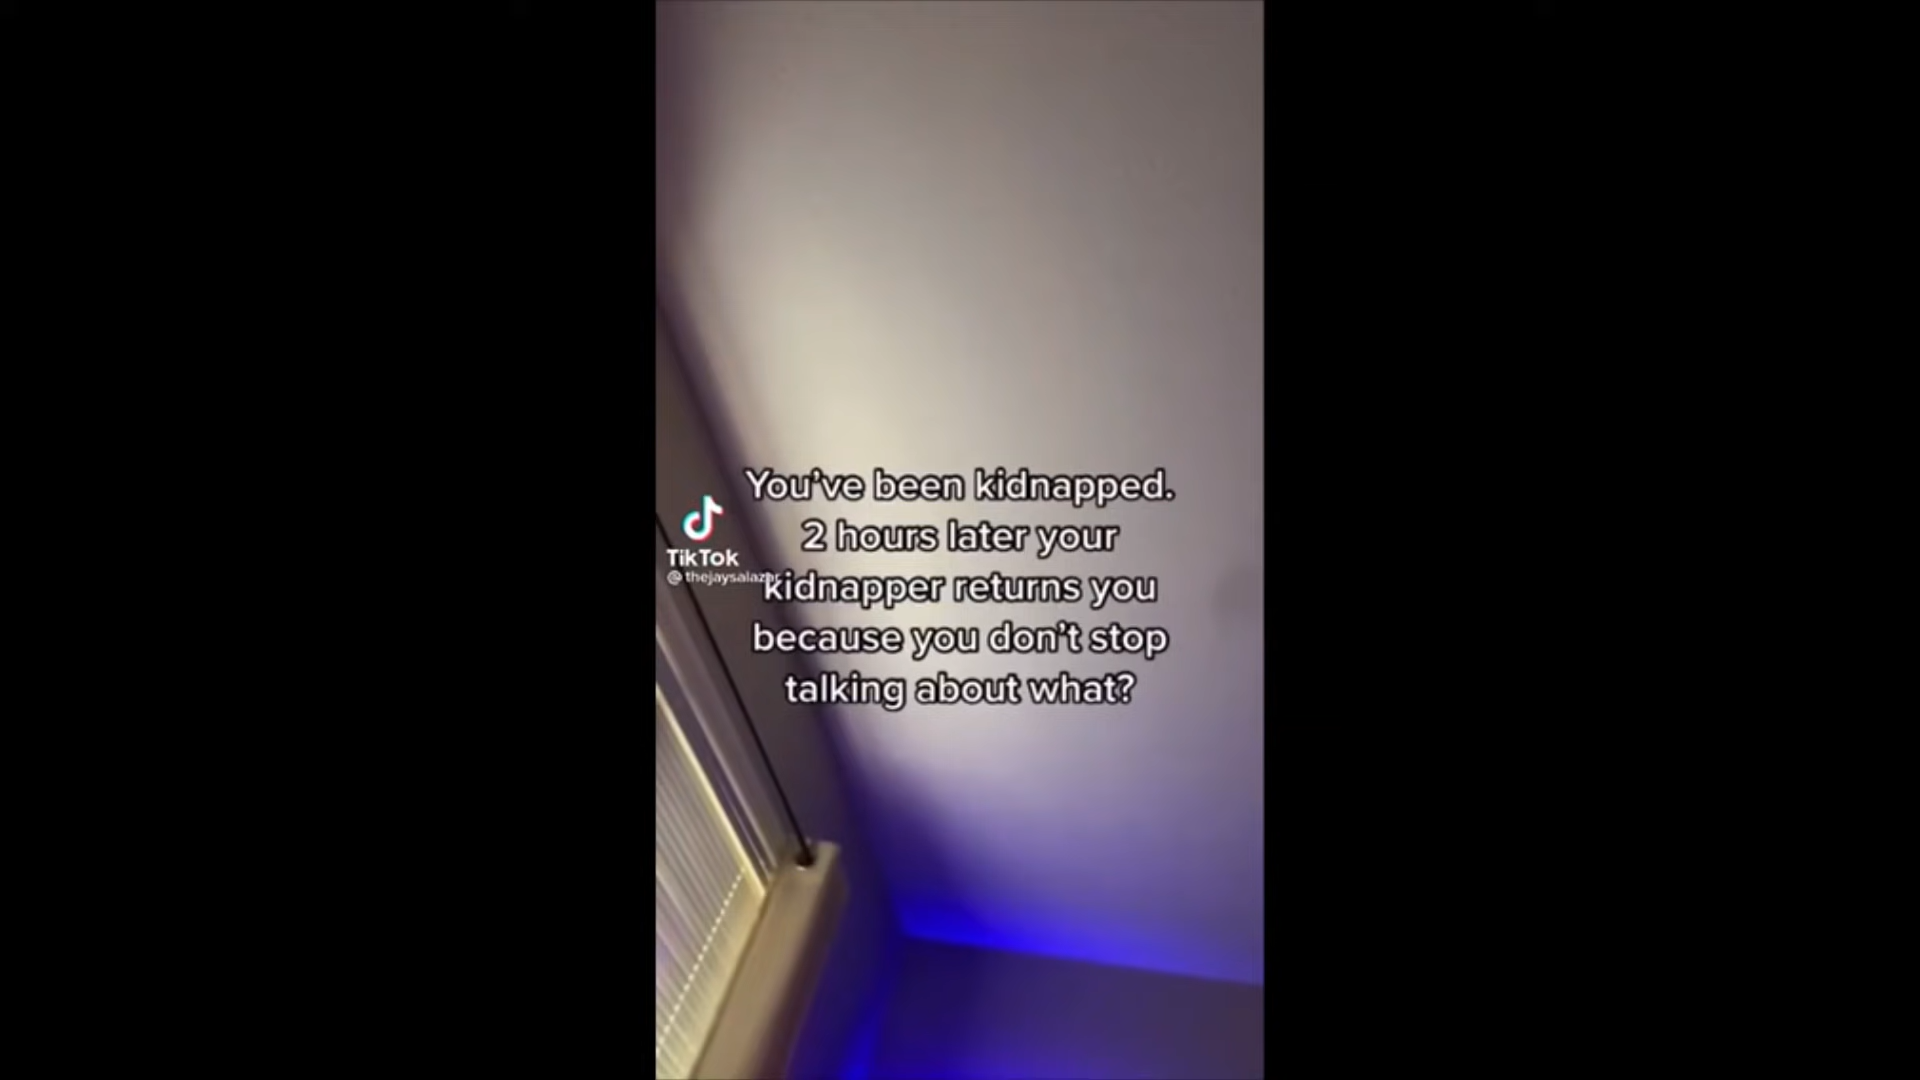 You've been kidnapped.
2 hours later your
kidnapper returns you
because you don't stop
talking about what?
TikTok
@thejaysalazar